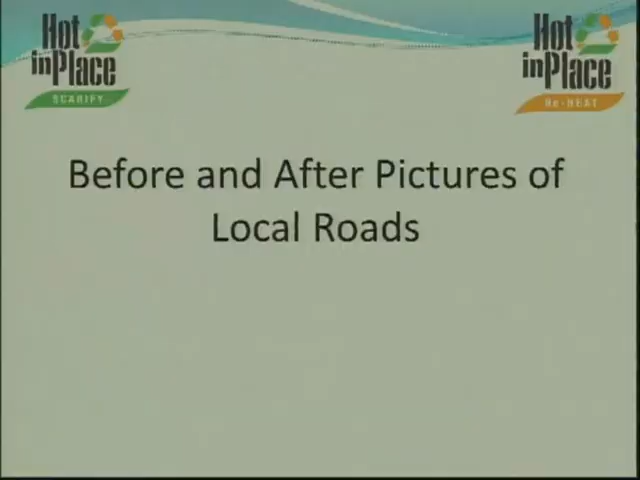 Hot
in Place
SCARIFY
Hot
in Place
Re-HEAT
Before and After Pictures of
Local Roads